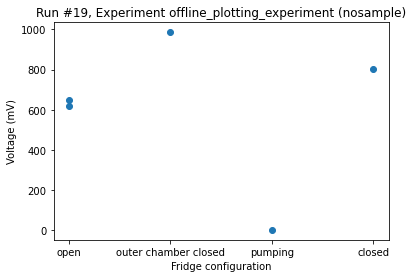 Run #19, Experiment offline_plotting_experiment (nosample)
1000
800
600
400
200
0
Voltage (mV)
open
outer chamber closed
pumping
closed
Fridge configuration